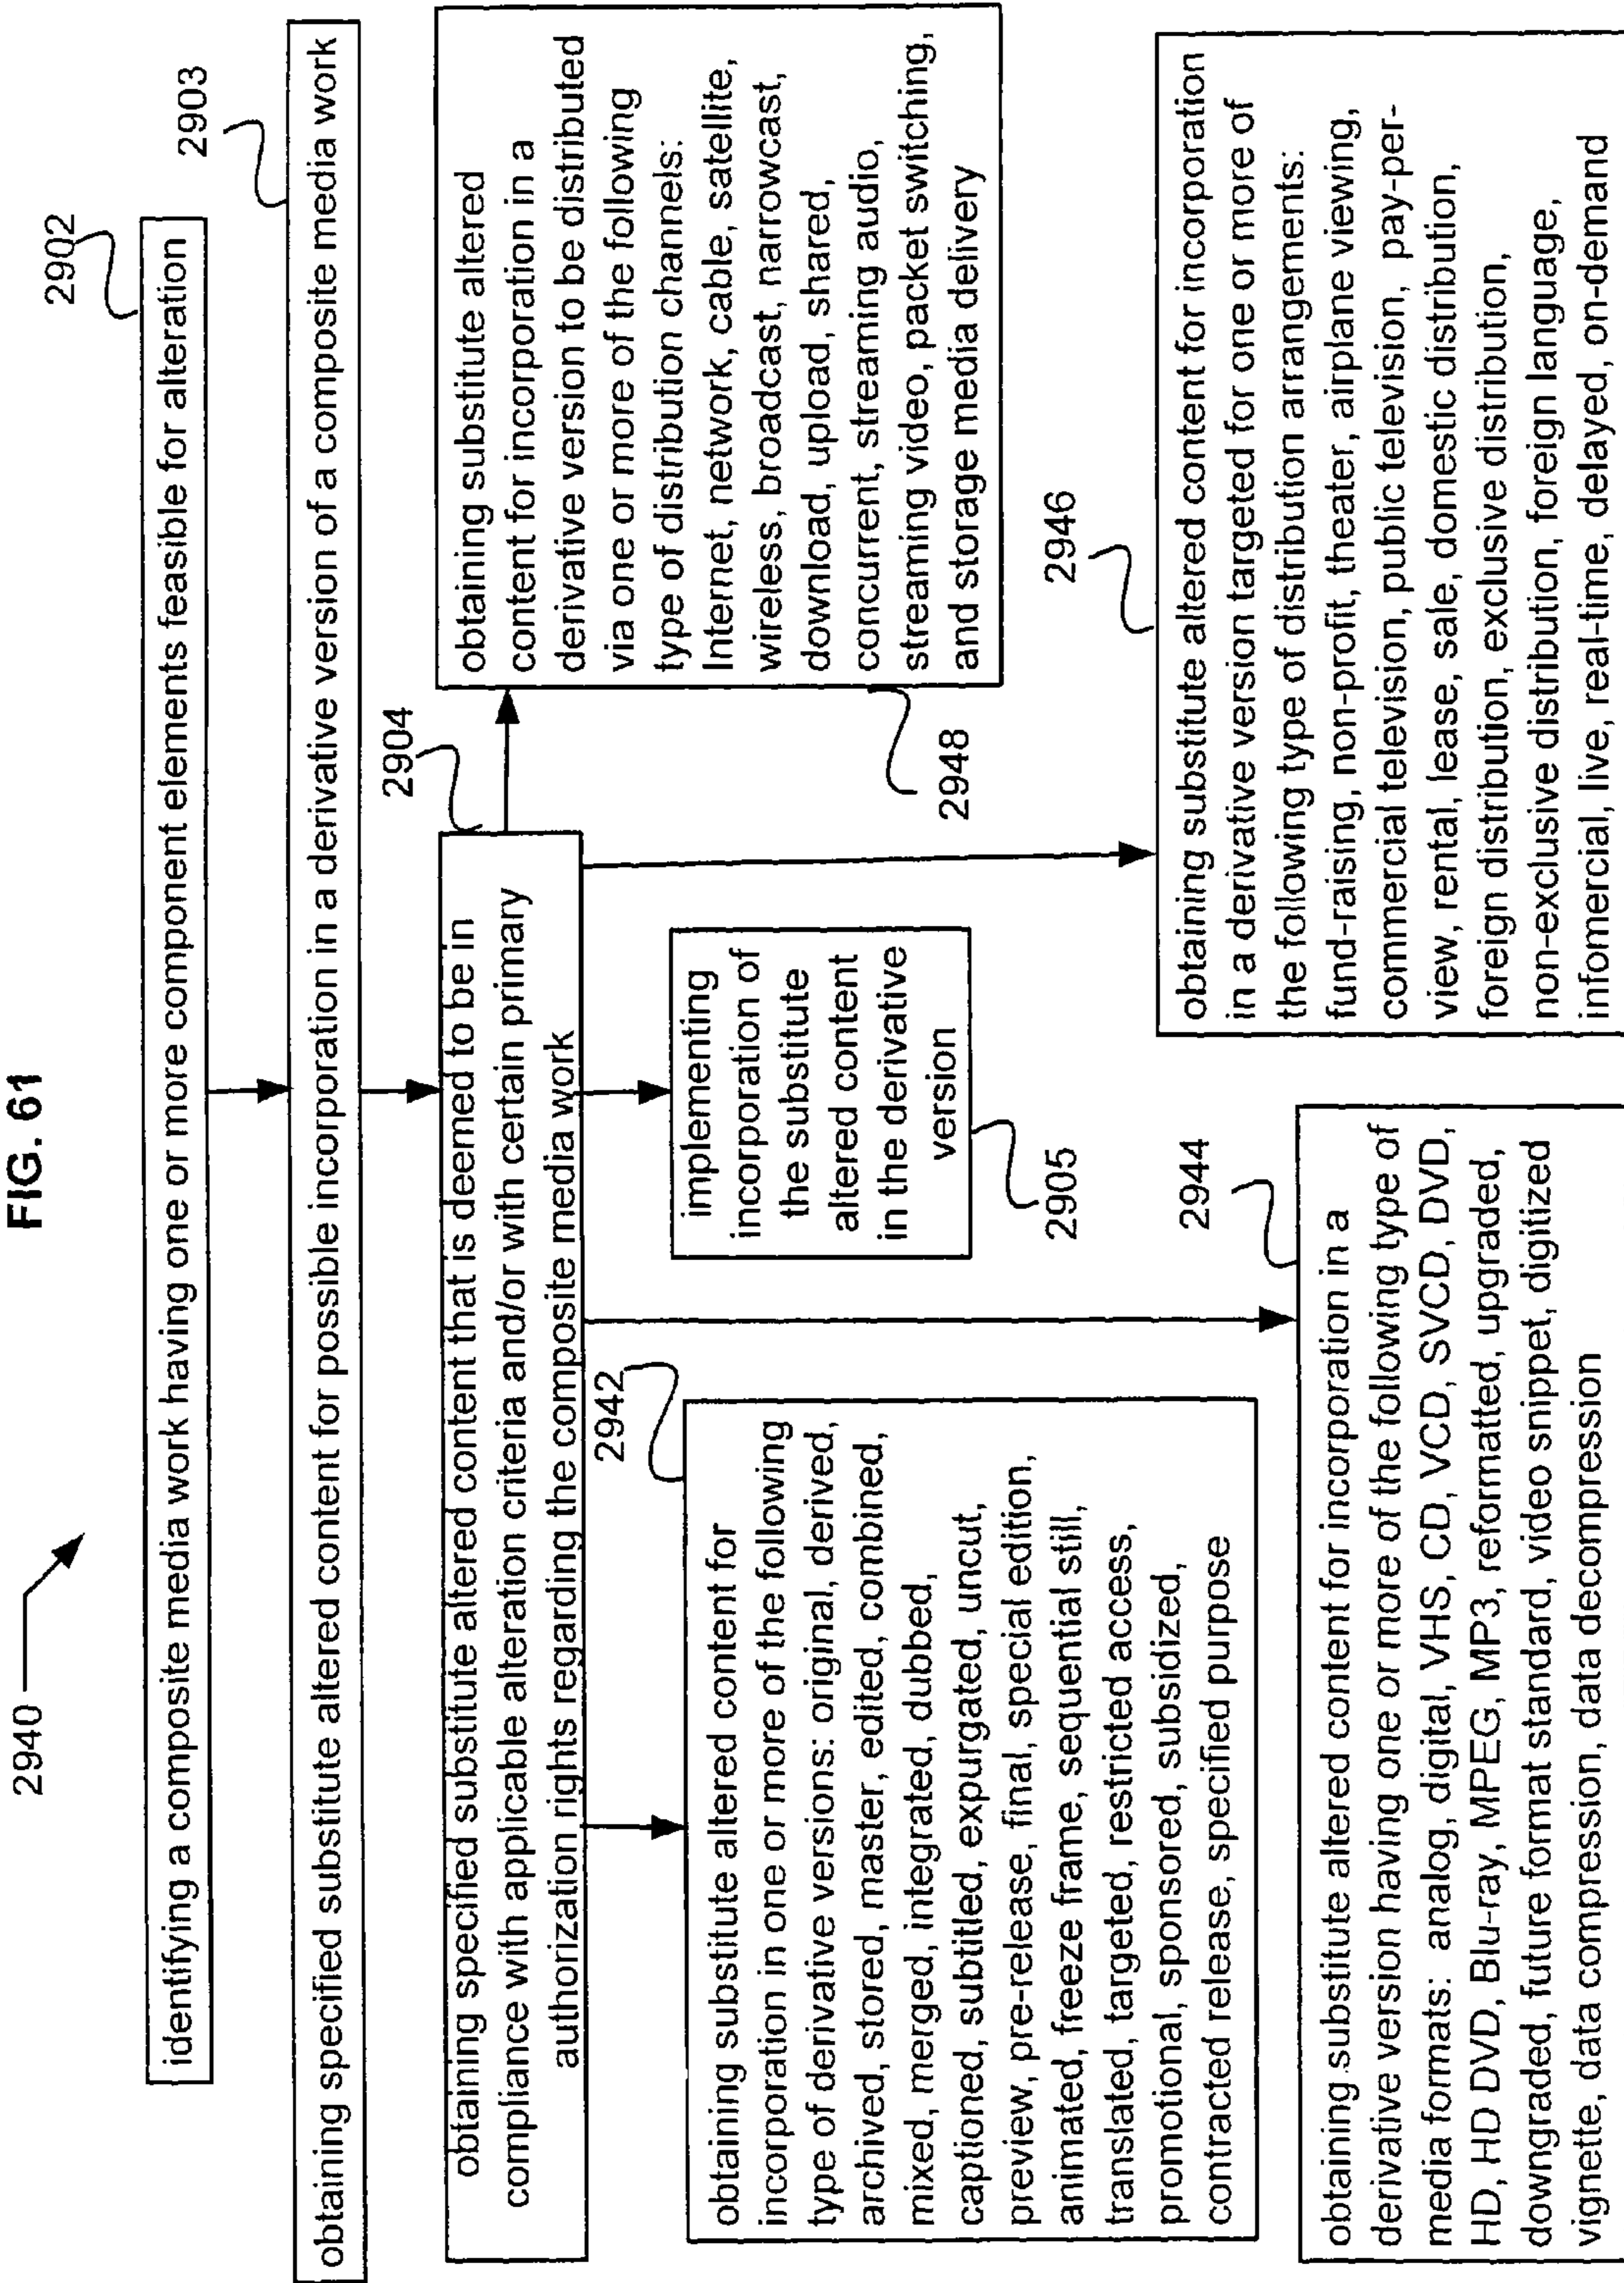 FIG. 61
2940
2902
identifying a composite media work having one or more component elements feasible for alteration
2903
obtaining specified substitute altered content for possible incorporation in a derivative version of a composite media work
2904
obtaining specified substitute altered content that is deemed to be in
compliance with applicable alteration criteria and/or with certain primary
authorization rights regarding the composite media work
obtaining substitute altered
content for incorporation in a
derivative version to be distributed
via one or more of the following
type of distribution channels:
Internet, network, cable, satellite,
wireless, broadcast, narrowcast,
download, upload, shared,
concurrent, streaming audio,
streaming video, packet switching,
and storage media delivery
2948
2942
obtaining substitute altered content for
incorporation in one or more of the following
type of derivative versions: original, derived,
archived, stored, master, edited, combined,
mixed, merged, integrated, dubbed,
captioned, subtitled, expurgated, uncut,
preview, pre-release, final, special edition,
animated, freeze frame, sequential still,
translated, targeted, restricted access,
promotional, sponsored, subsidized,
contracted release, specified purpose
implementing
incorporation of
the substitute
altered content
in the derivative
version
2905
2944
obtaining substitute altered content for incorporation in a
derivative version having one or more of the following type of
media formats: analog, digital, VHS, CD, VCD, SVCD, DVD,
HD, HD DVD, Blu-ray, MPEG, MP3, reformatted, upgraded,
downgraded, future format standard, video snippet, digitized
vignette, data compression, data decompression
2946
obtaining substitute altered content for incorporation
in a derivative version targeted for one or more of
the following type of distribution arrangements:
fund-raising, non-profit, theater, airplane viewing,
commercial television, public television, pay-per-
view, rental, lease, sale, domestic distribution,
foreign distribution, exclusive distribution,
non-exclusive distribution, foreign language,
infomercial, live, real-time, delayed, on-demand